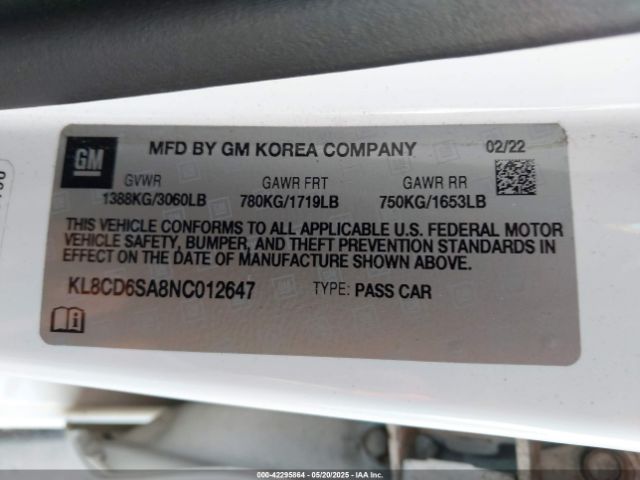 GM
MFD BY GM KOREA COMPANY 02/22
GVWR GAWR FRT GAWR RR
1388KG/3060LB 780KG/1719LB 750KG/1653LB
THIS VEHICLE CONFORMS TO ALL APPLICABLE U.S. FEDERAL MOTOR
VEHICLE SAFETY, BUMPER, AND THEFT PREVENTION STANDARDS IN
EFFECT ON THE DATE OF MANUFACTURE SHOWN ABOVE.
KL8CD6SA8NC012647 TYPE: PASS CAR
000-42295864 - 05/20/2025 - IAA Inc.